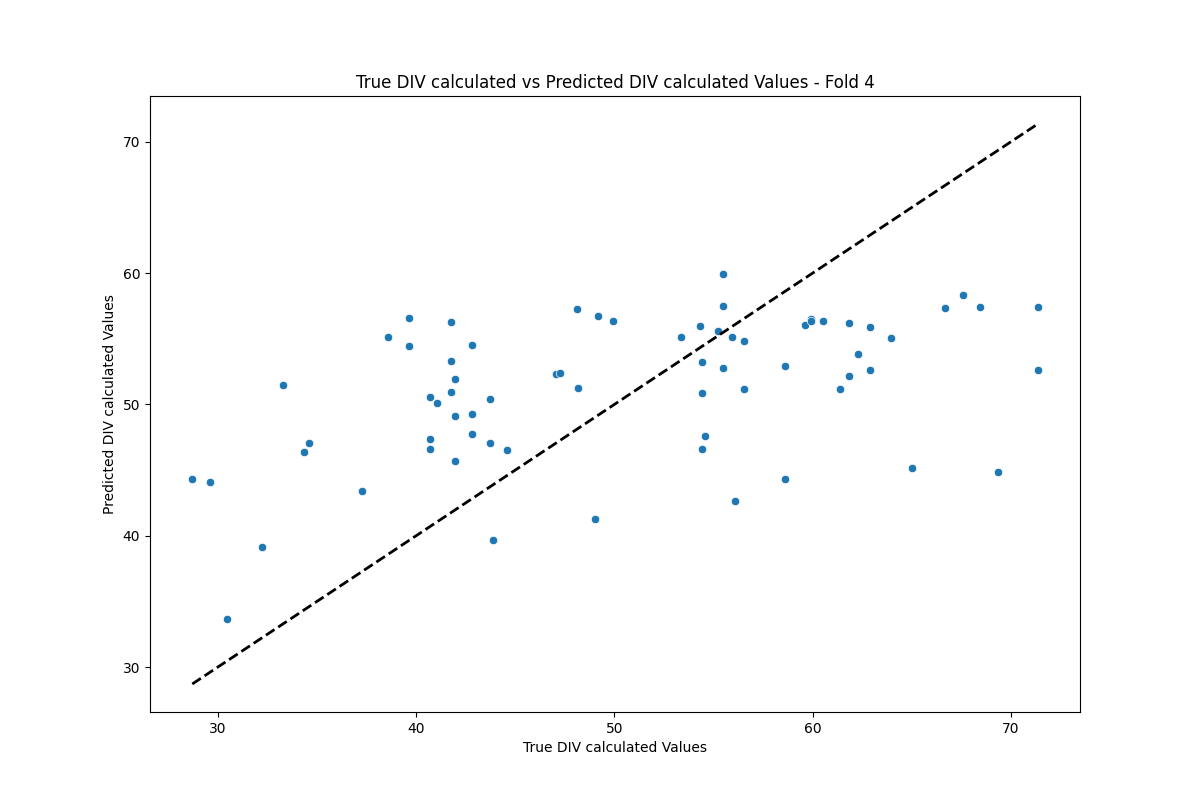 True DIV calculated vs Predicted DIV calculated Values - Fold 4
Predicted DIV calculated Values
70
60
50
40
30
30 40 50 60 70
True DIV calculated Values